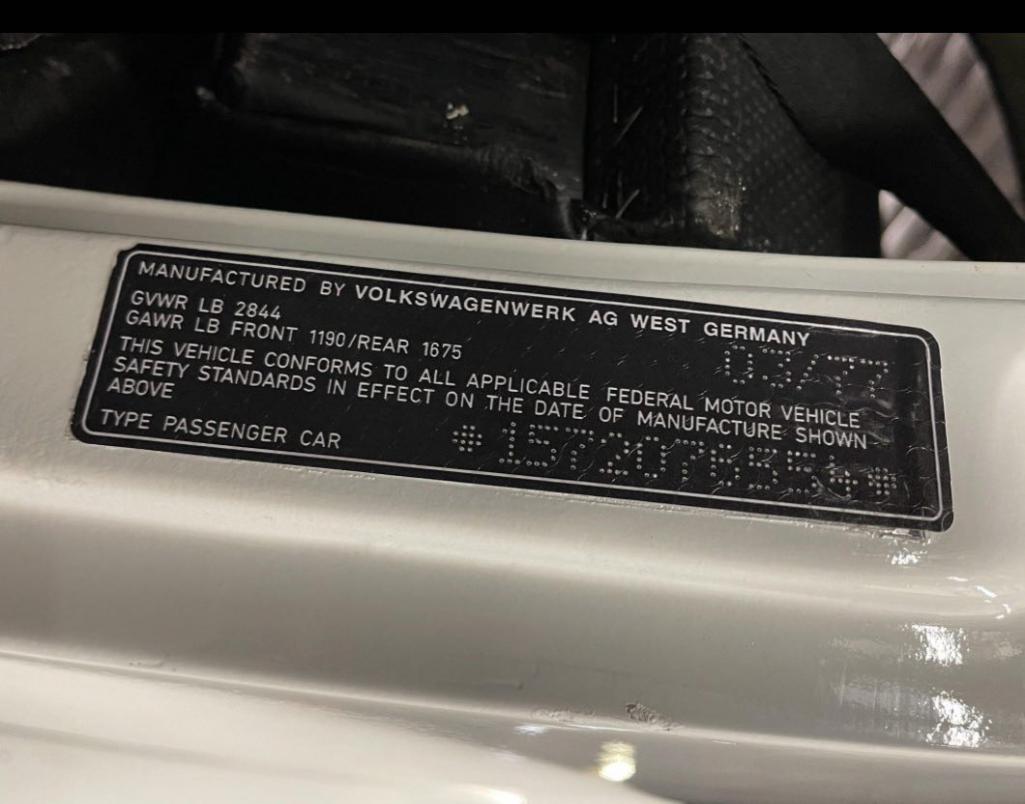 MANUFACTURED BY VOLKSWAGENWERK AG WEST GERMANY
GVWR LB 2844
03/77
GAWR LB FRONT 1190/REAR 1675
THIS VEHICLE CONFORMS TO ALL APPLICABLE FEDERAL MOTOR VEHICLE
SAFETY STANDARDS IN EFFECT ON THE DATE OF MANUFACTURE SHOWN
ABOVE
TYPE PASSENGER CAR